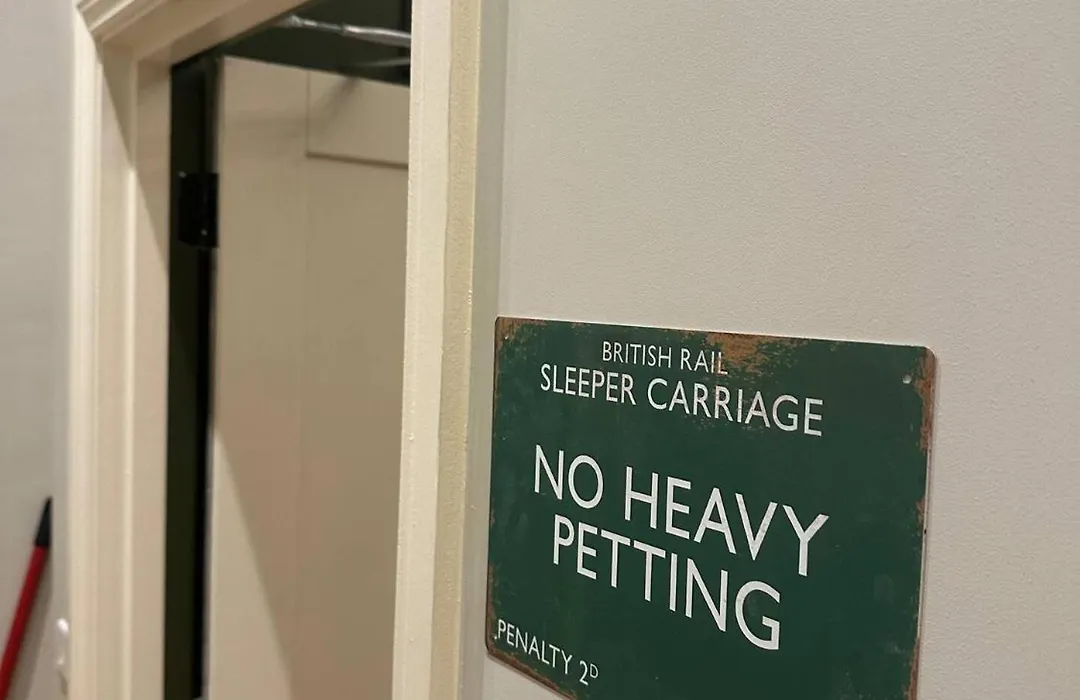 BRITISH RAIL
SLEEPER CARRIAGE
NO HEAVY
PETTING
PENALTY 2D